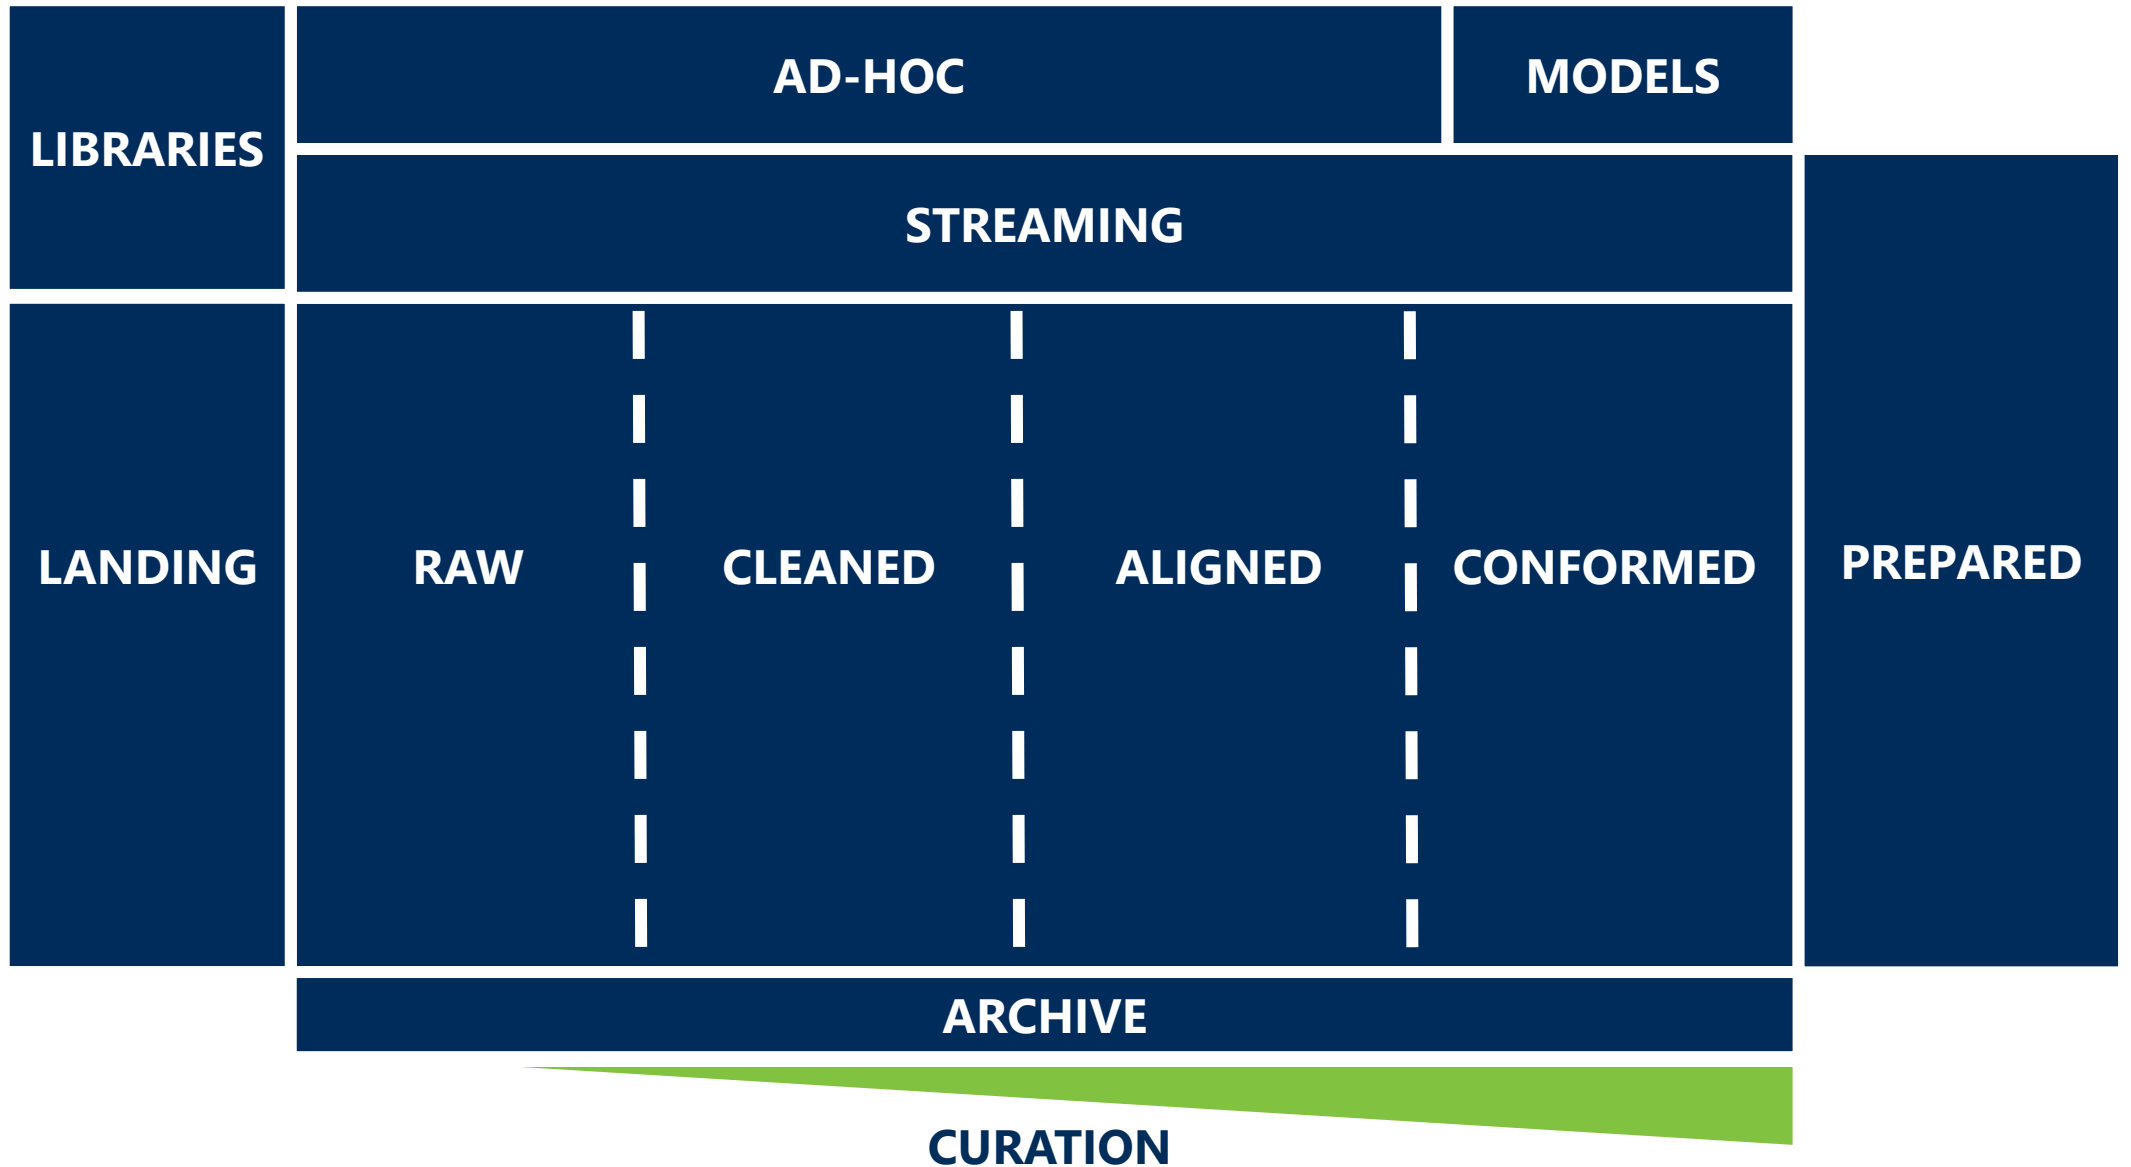 AD-HOC
MODELS
LIBRARIES
STREAMING
LANDING
RAW
CLEANED
ALIGNED
CONFORMED
PREPARED
ARCHIVE
CURATION